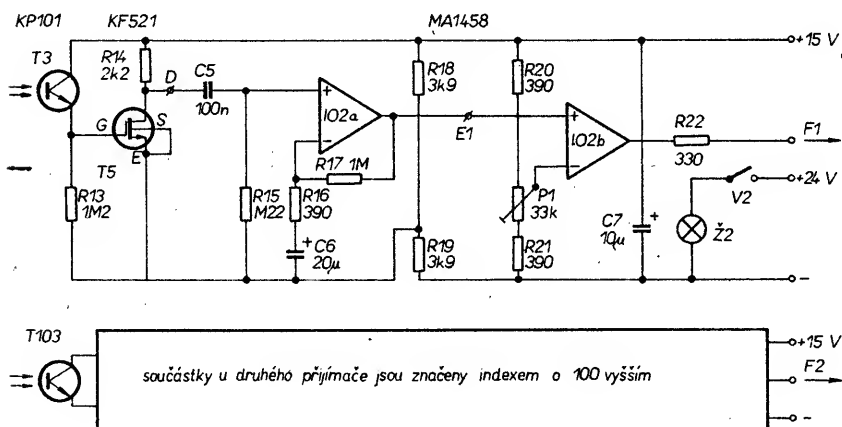 KP101 KF521 MA1458
+15 V
T3
R14
2k2
D
C5
100n
R18
3k9
R20
390
+
IO2a
−
G
S
E
T5
E1
+
IO2b
−
R22
330
F1
R17 1M
+24 V
V2
R13
1M2
R15
M22
R16
390
P1
33k
C7
10µ
+
Ž2
+
C6
20µ
R19
3k9
R21
390
−
T103
+15 V
součástky u druhého přijímače jsou značeny indexem o 100 vyšším
F2
−